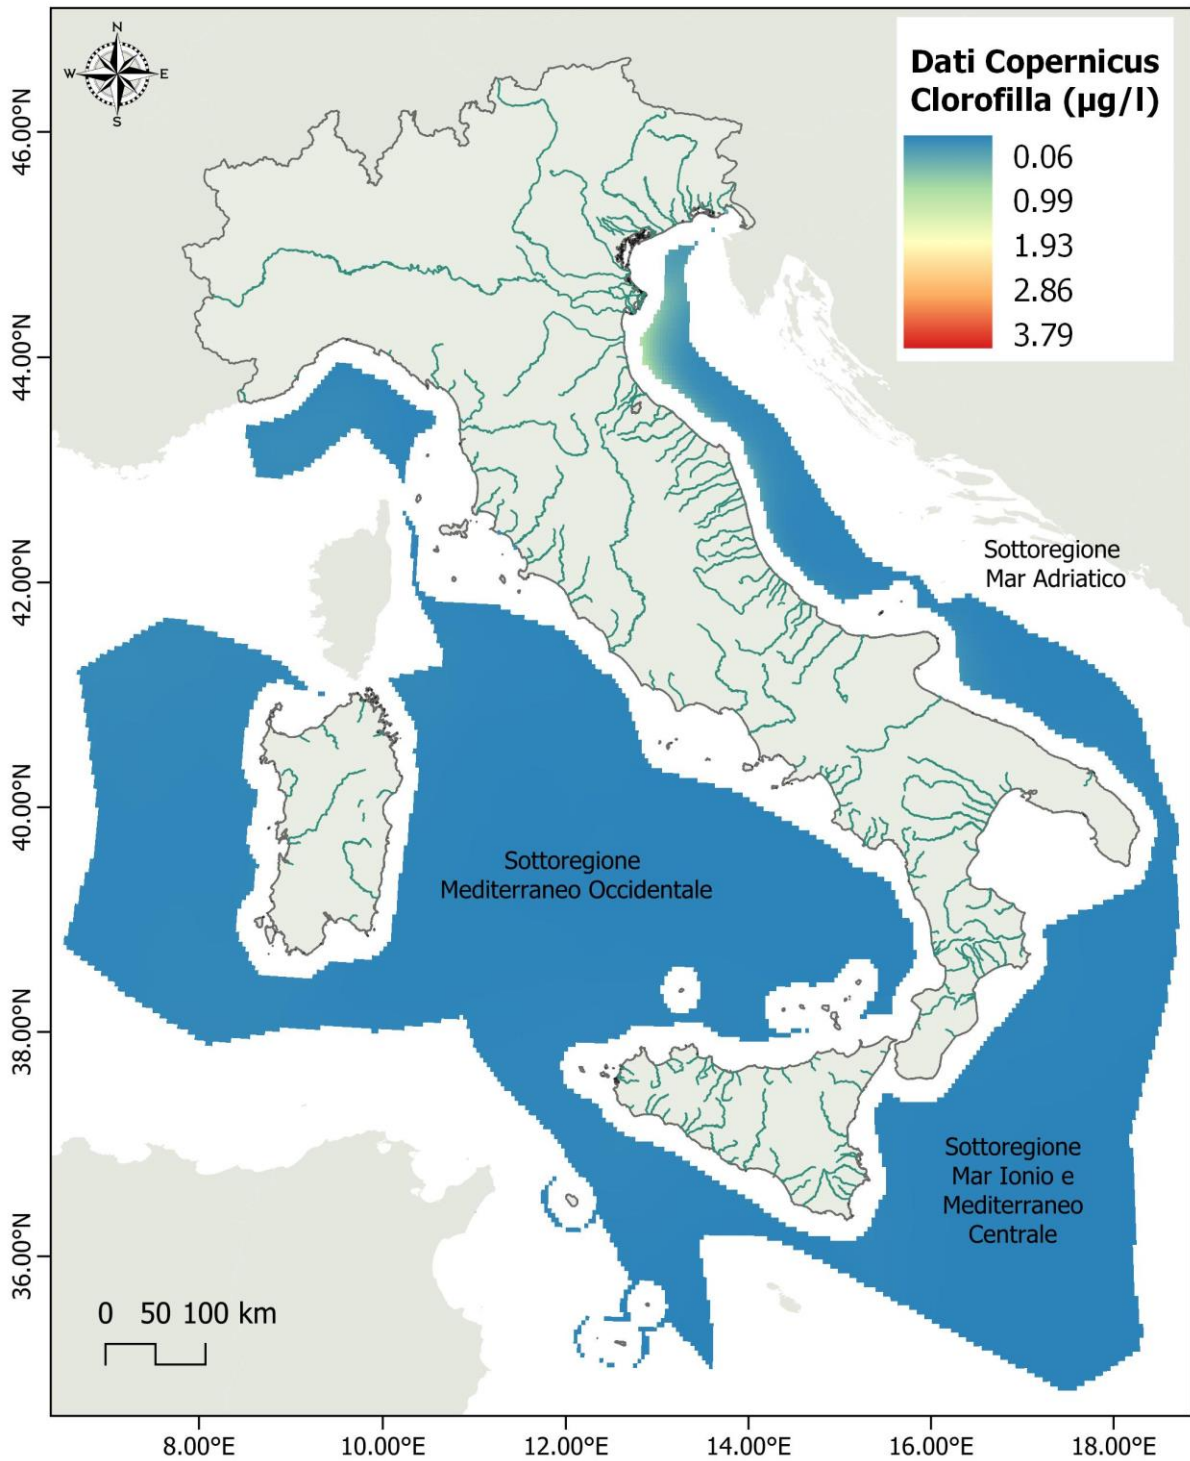 N
W
E
S
Dati Copernicus
Clorofilla (µg/l)
0.06
0.99
1.93
2.86
3.79
46.00°N
44.00°N
42.00°N
40.00°N
38.00°N
36.00°N
Sottoregione
Mar Adriatico
Sottoregione
Mediterraneo Occidentale
Sottoregione
Mar Ionio e
Mediterraneo
Centrale
0 50 100 km
8.00°E
10.00°E
12.00°E
14.00°E
16.00°E
18.00°E